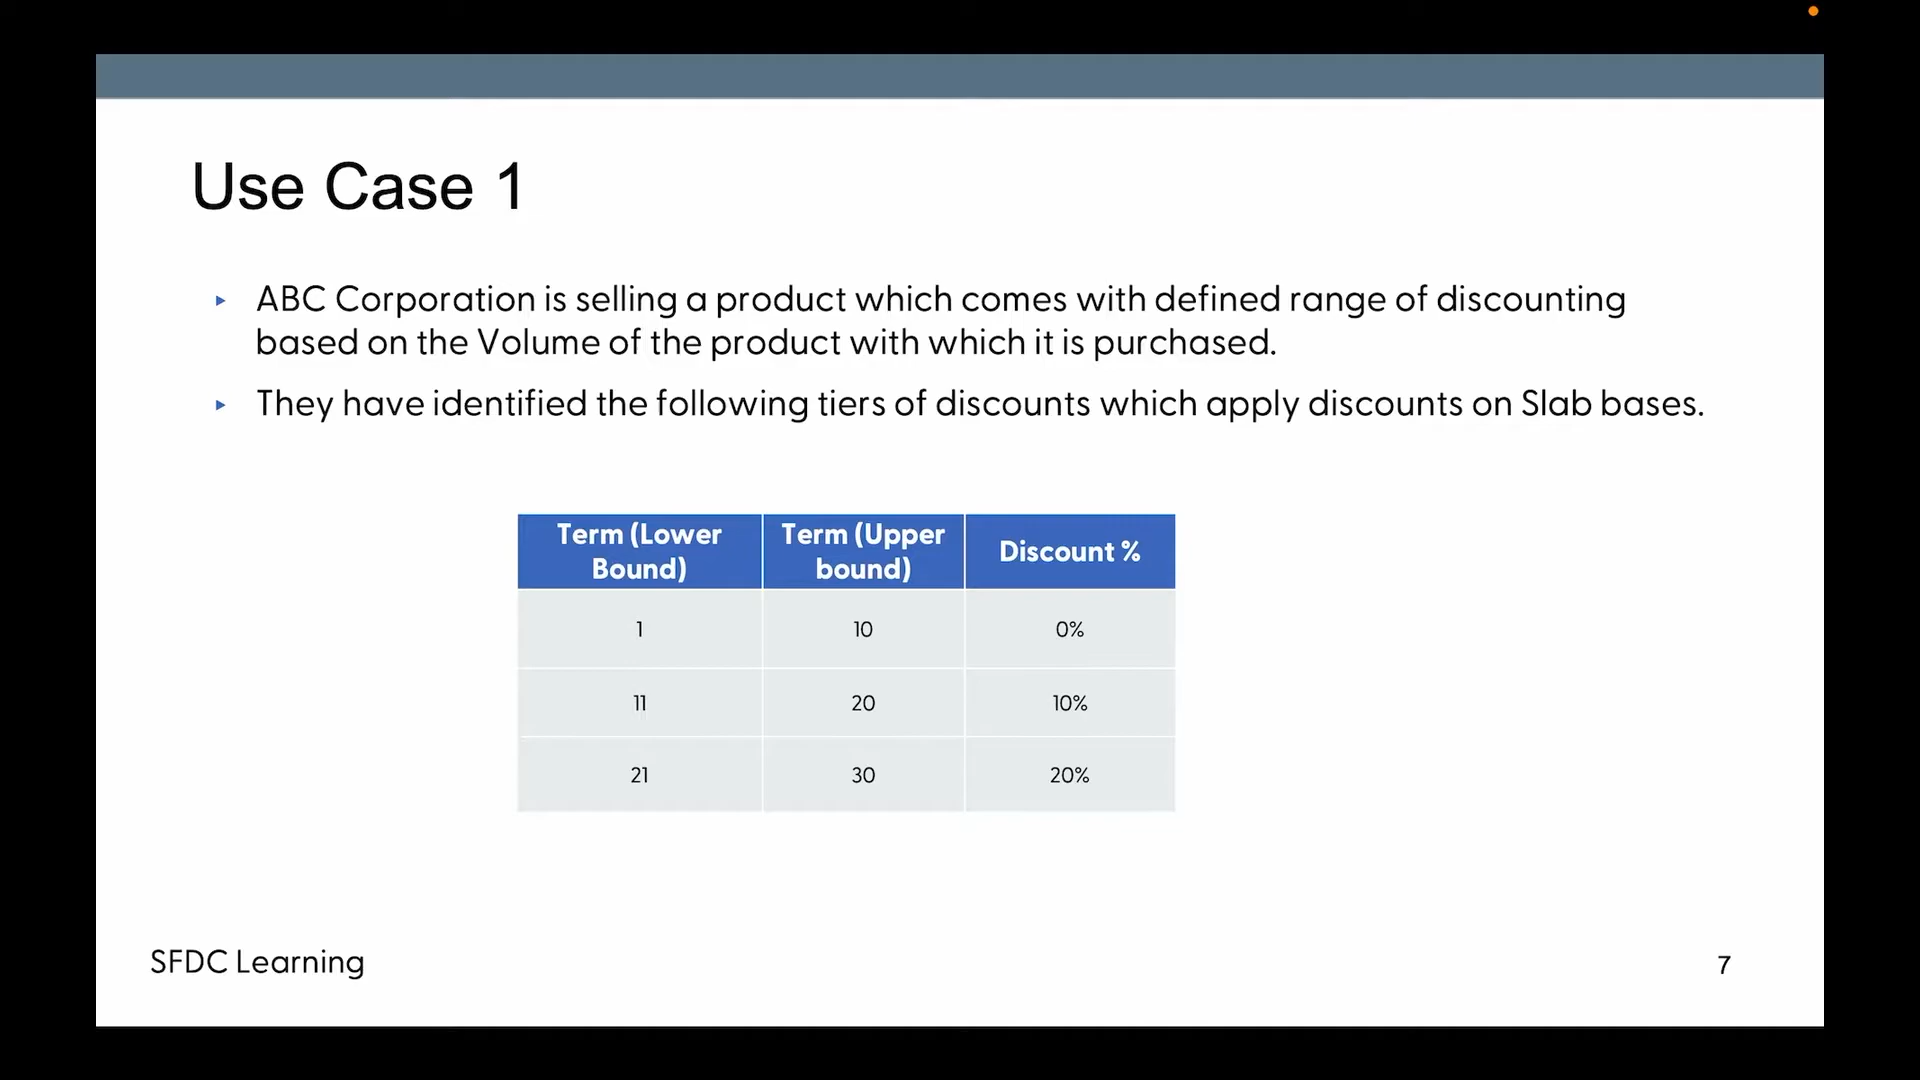 Use Case 1
ABC Corporation is selling a product which comes with defined range of discounting
based on the Volume of the product with which it is purchased.
They have identified the following tiers of discounts which apply discounts on Slab bases.
Term (Lower Bound) Term (Upper bound) Discount %
1 10 0%
11 20 10%
21 30 20%
SFDC Learning 7